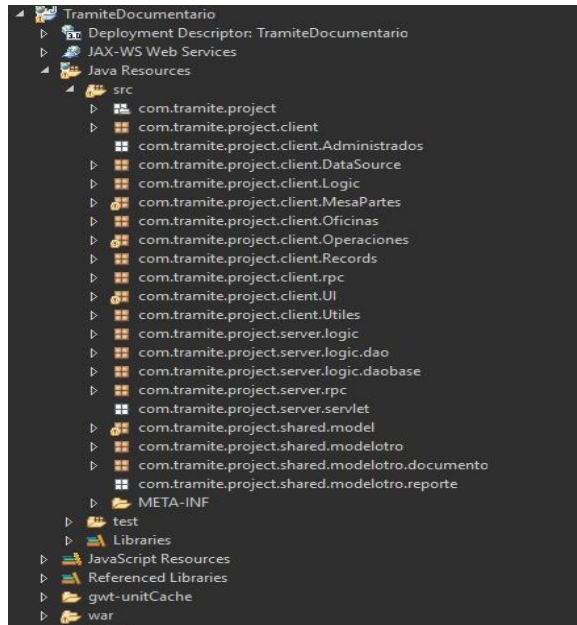 TramiteDocumentario
Deployment Descriptor: TramiteDocumentario
JAX-WS Web Services
Java Resources
src
com.tramite.project
com.tramite.project.client
com.tramite.project.client.Administrados
com.tramite.project.client.DataSource
com.tramite.project.client.Logic
com.tramite.project.client.MesaPartes
com.tramite.project.client.Oficinas
com.tramite.project.client.Operaciones
com.tramite.project.client.Records
com.tramite.project.client.rpc
com.tramite.project.client.UI
com.tramite.project.client.Utiles
com.tramite.project.server.logic
com.tramite.project.server.logic.dao
com.tramite.project.server.logic.daobase
com.tramite.project.server.rpc
com.tramite.project.server.servlet
com.tramite.project.shared.model
com.tramite.project.shared.modelotro
com.tramite.project.shared.modelotro.documento
com.tramite.project.shared.modelotro.reporte
META-INF
test
Libraries
JavaScript Resources
Referenced Libraries
gwt-unitCache
war